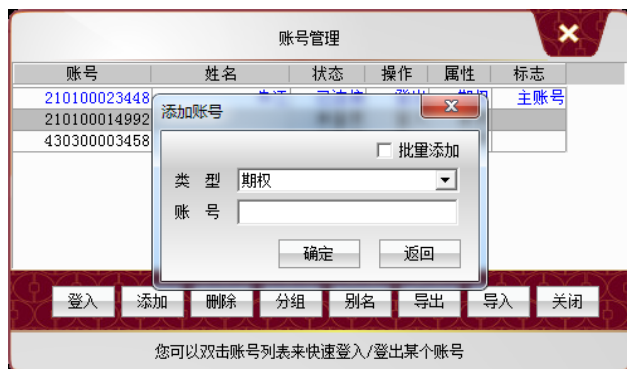 账号管理
账号 姓名 状态 操作 属性 标志
210100023448 主账号
210100014992
430300003458
添加账号
批量添加
类 型 期权
账 号
确定 返回
登入 添加 删除 分组 别名 导出 导入 关闭
您可以双击账号列表来快速登入/登出某个账号